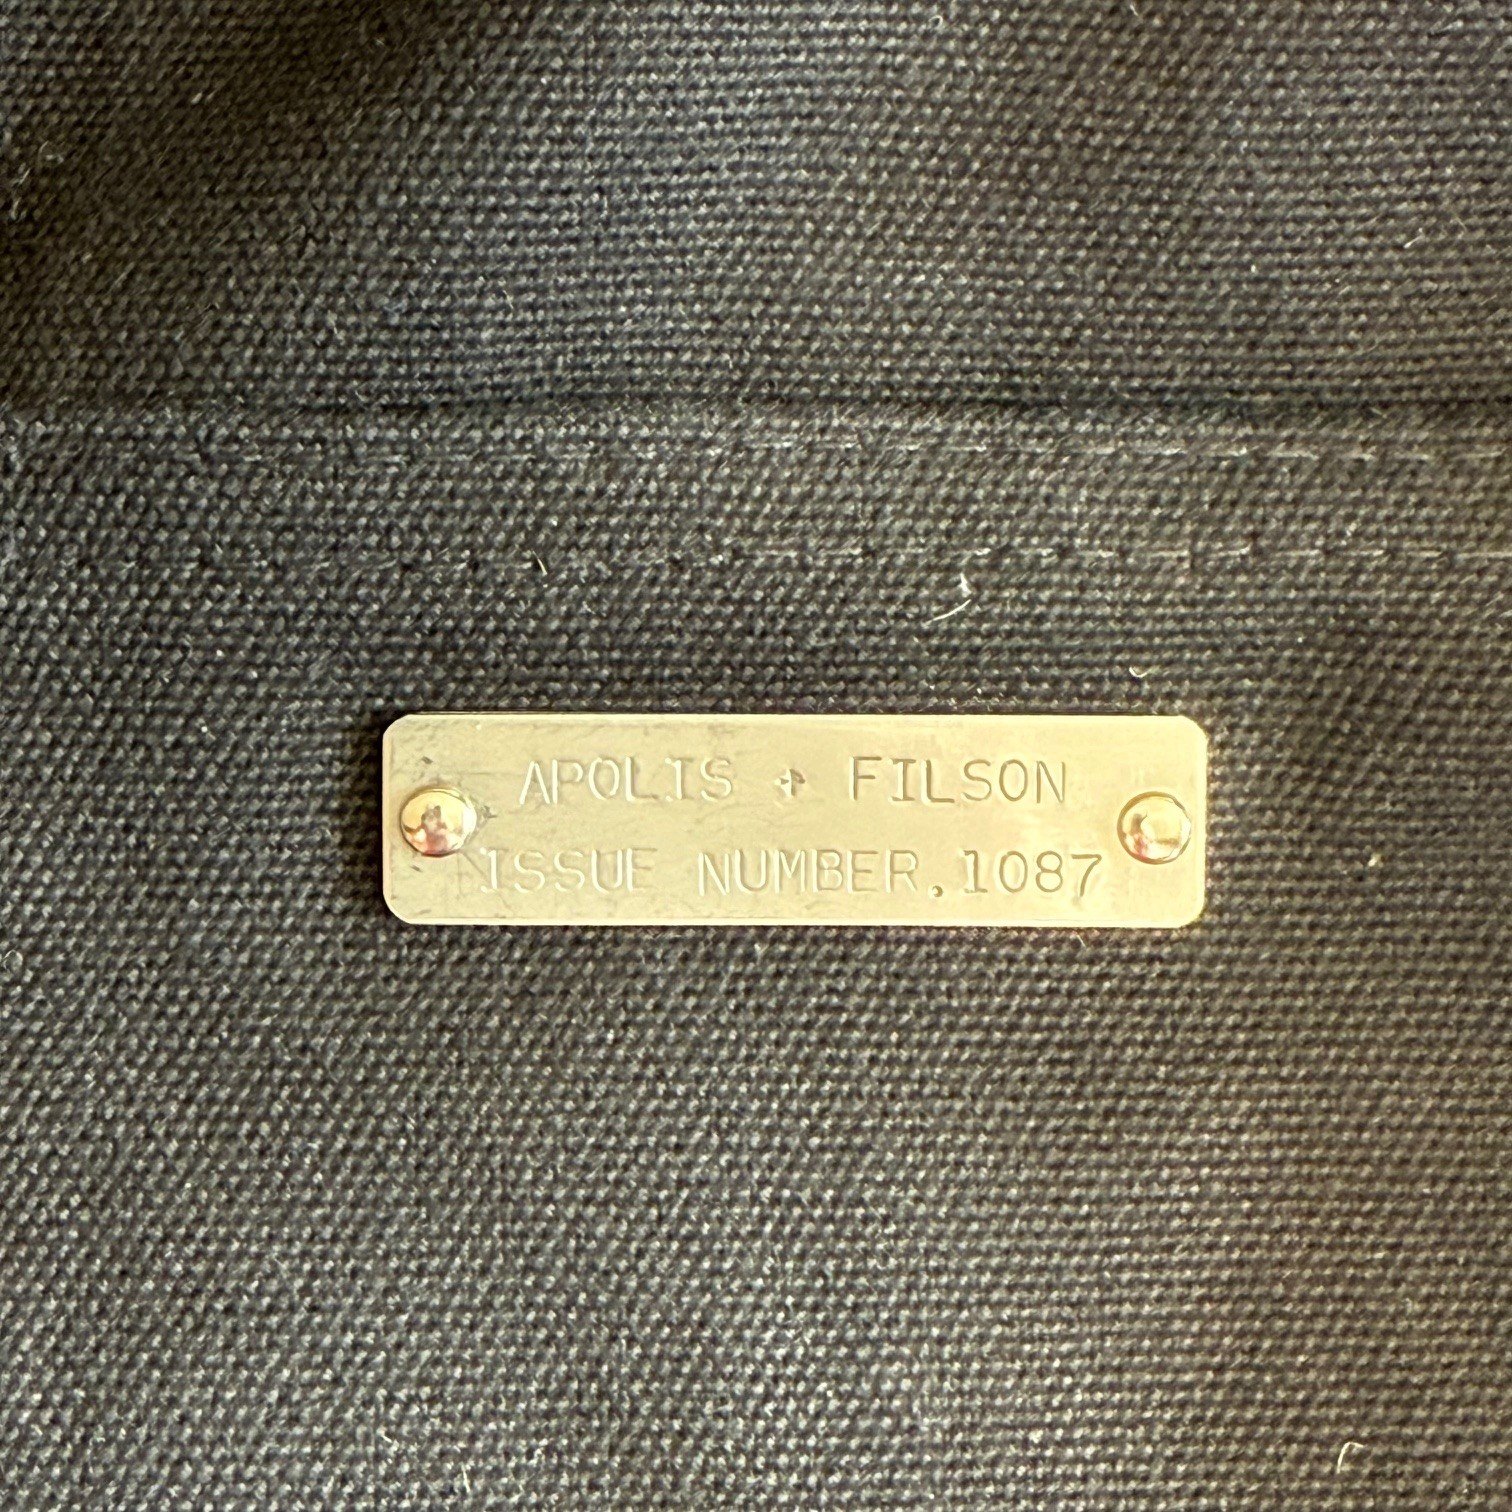 APOLIS + FILSON
ISSUE NUMBER.1087